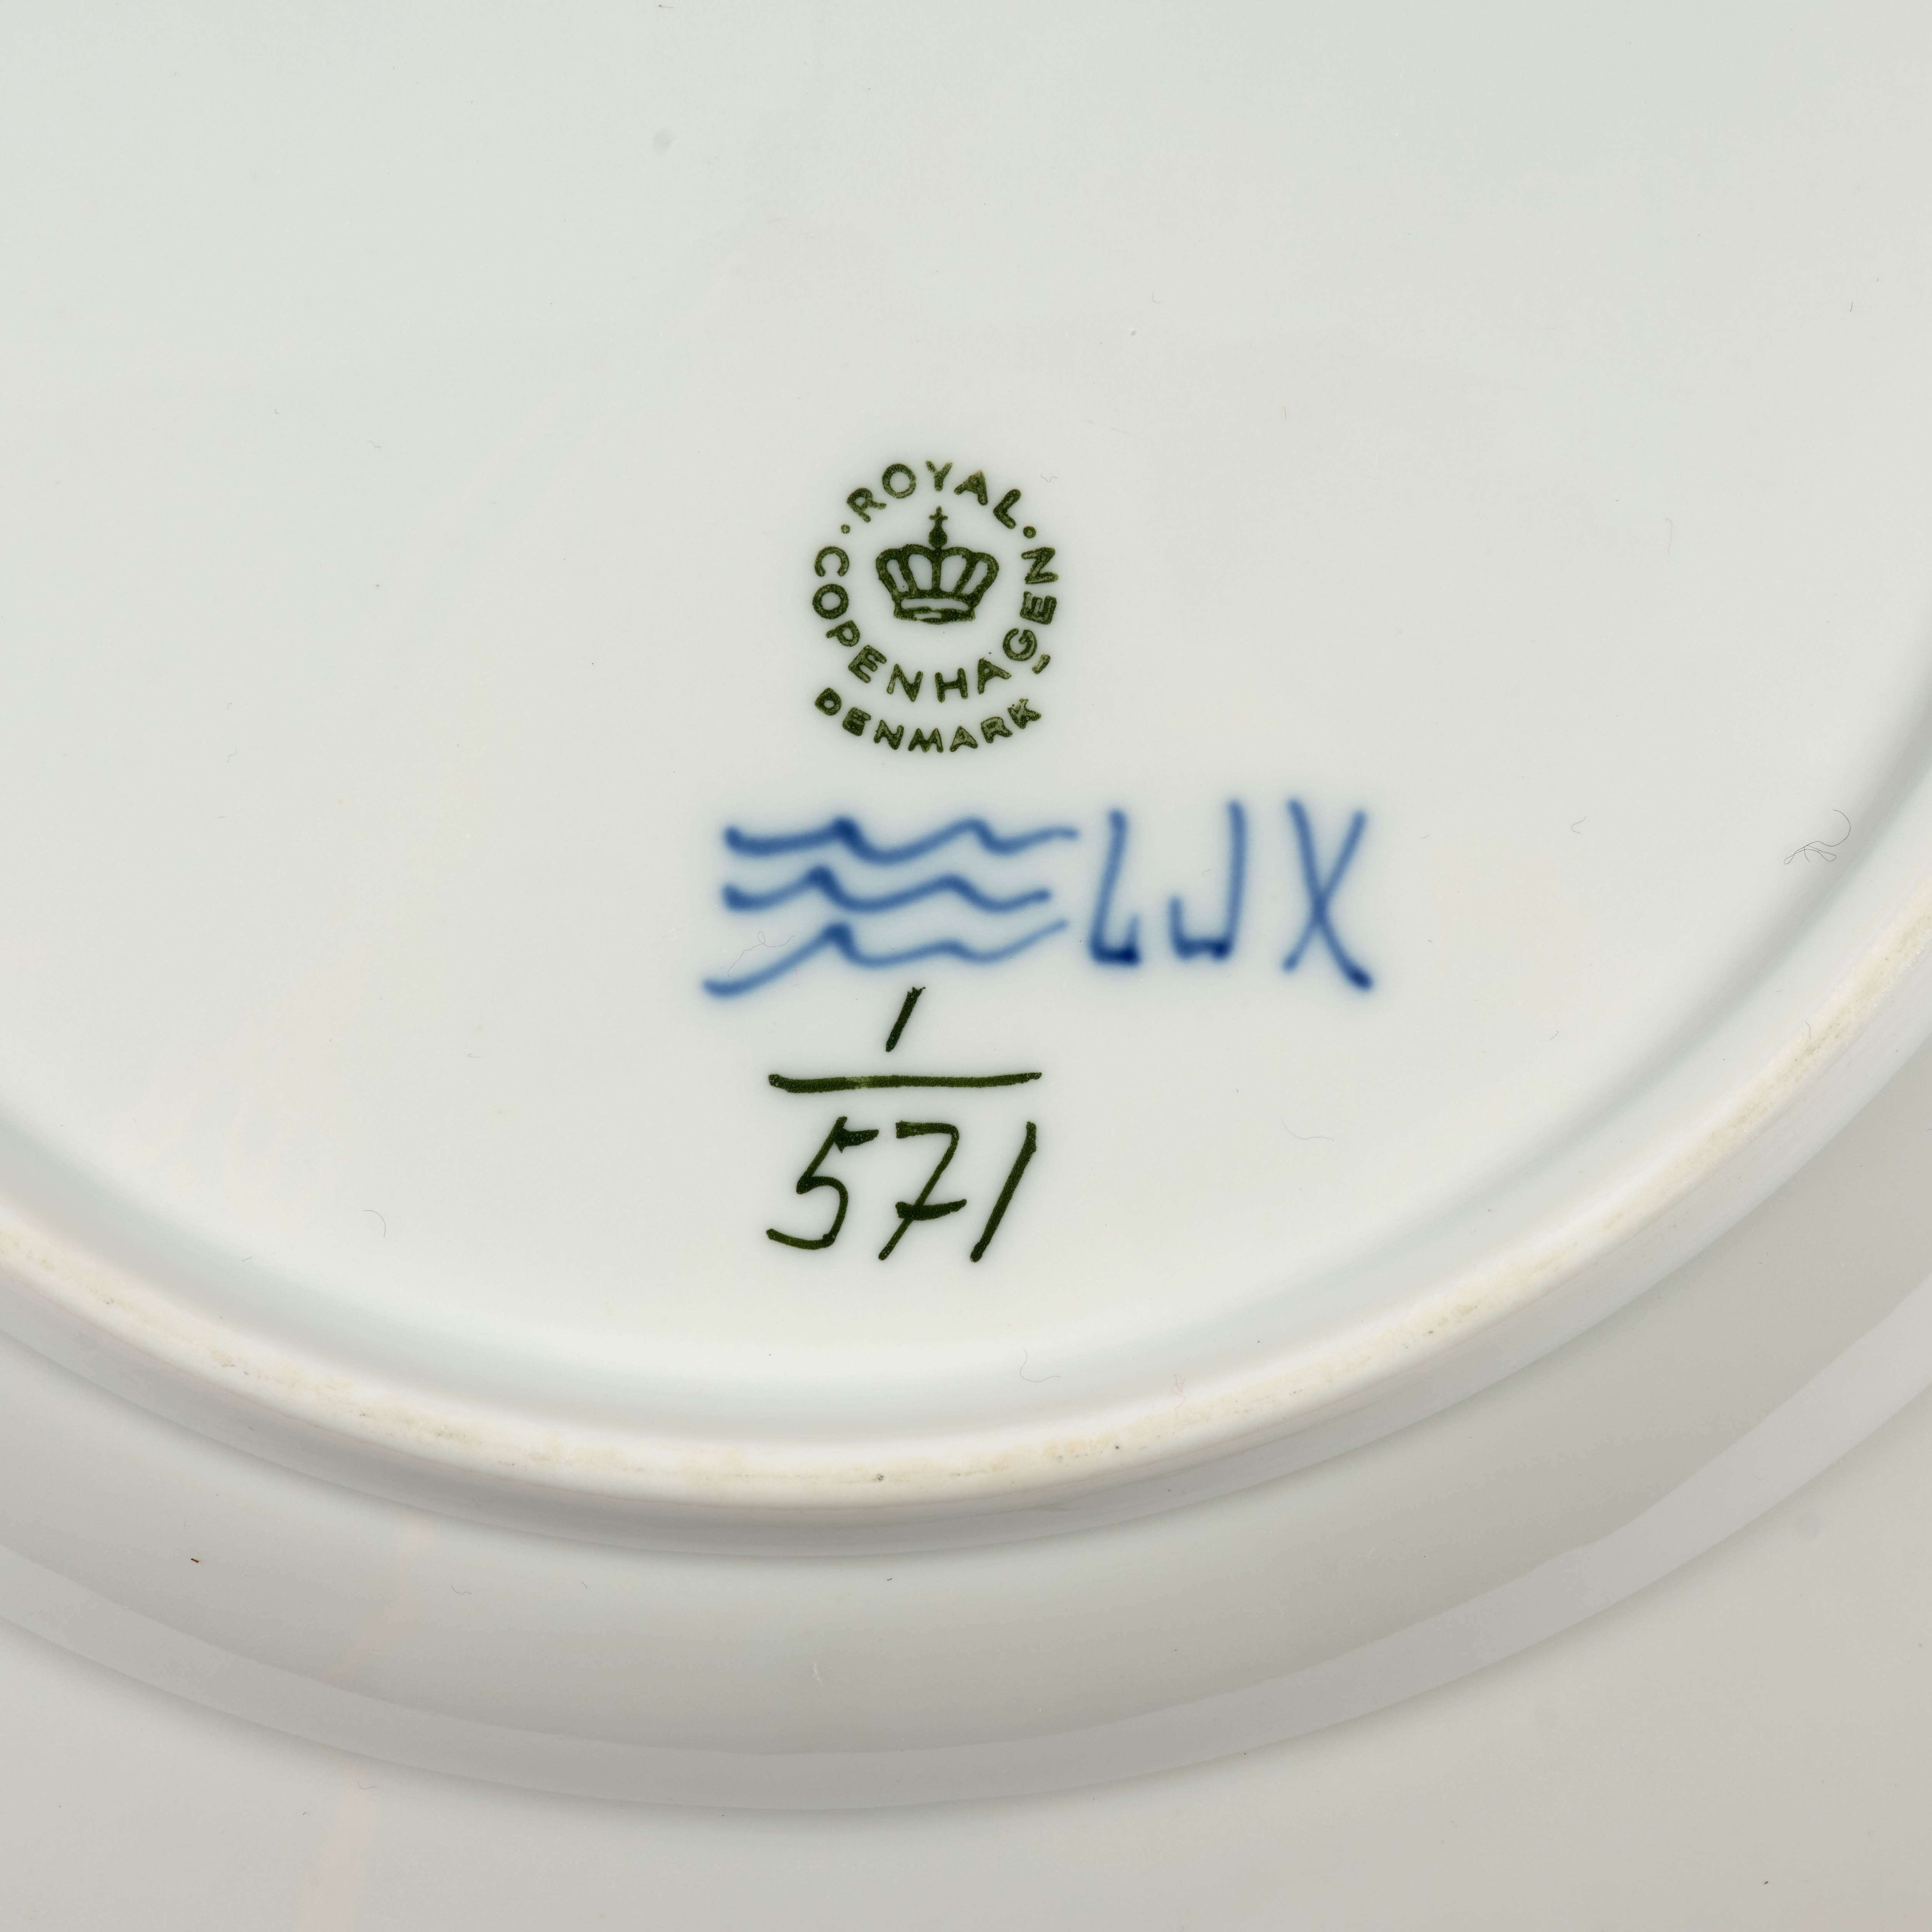 · ROYAL ·
COPENHAGEN
DENMARK
LJX
1
571